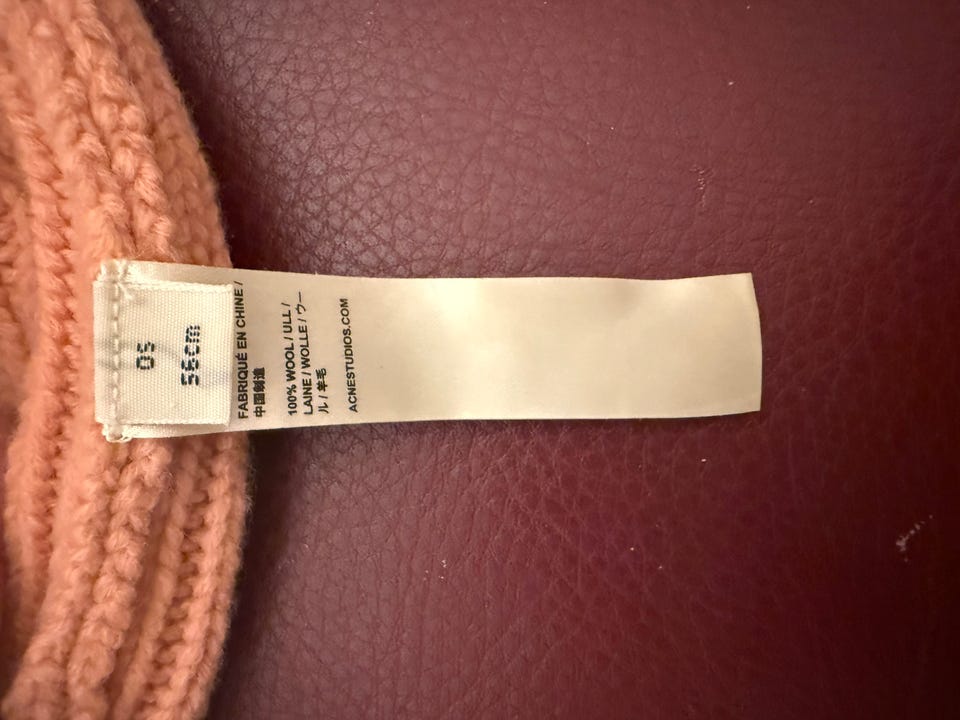 OS
56cm
FABRIQUÉ EN CHINE /
中国制造
100% WOOL / ULL /
LAINE / WOLLE / ウー
ル / 羊毛
ACNESTUDIOS.COM